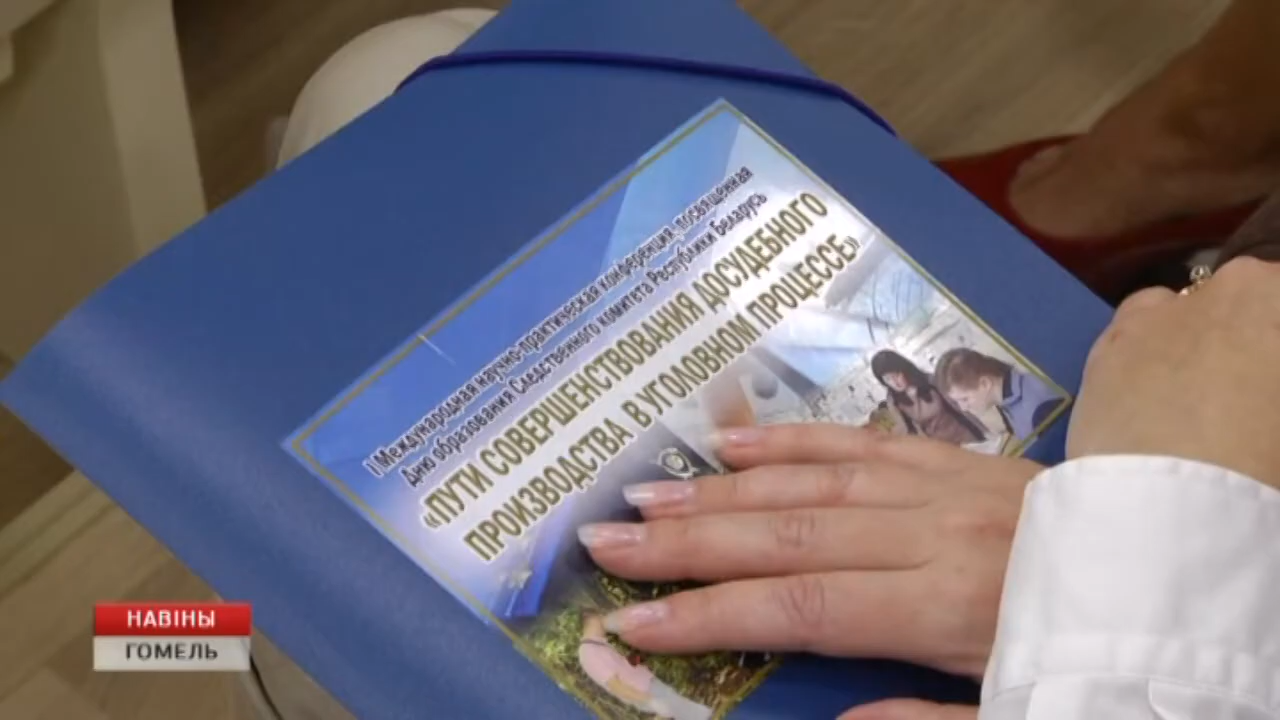 I Международная научно-практическая конференция, посвященная
Дню образования Следственного комитета Республики Беларусь
«ПУТИ СОВЕРШЕНСТВОВАНИЯ ДОСУДЕБНОГО
ПРОИЗВОДСТВА В УГОЛОВНОМ ПРОЦЕССЕ»
НАВІНЫ
ГОМЕЛЬ